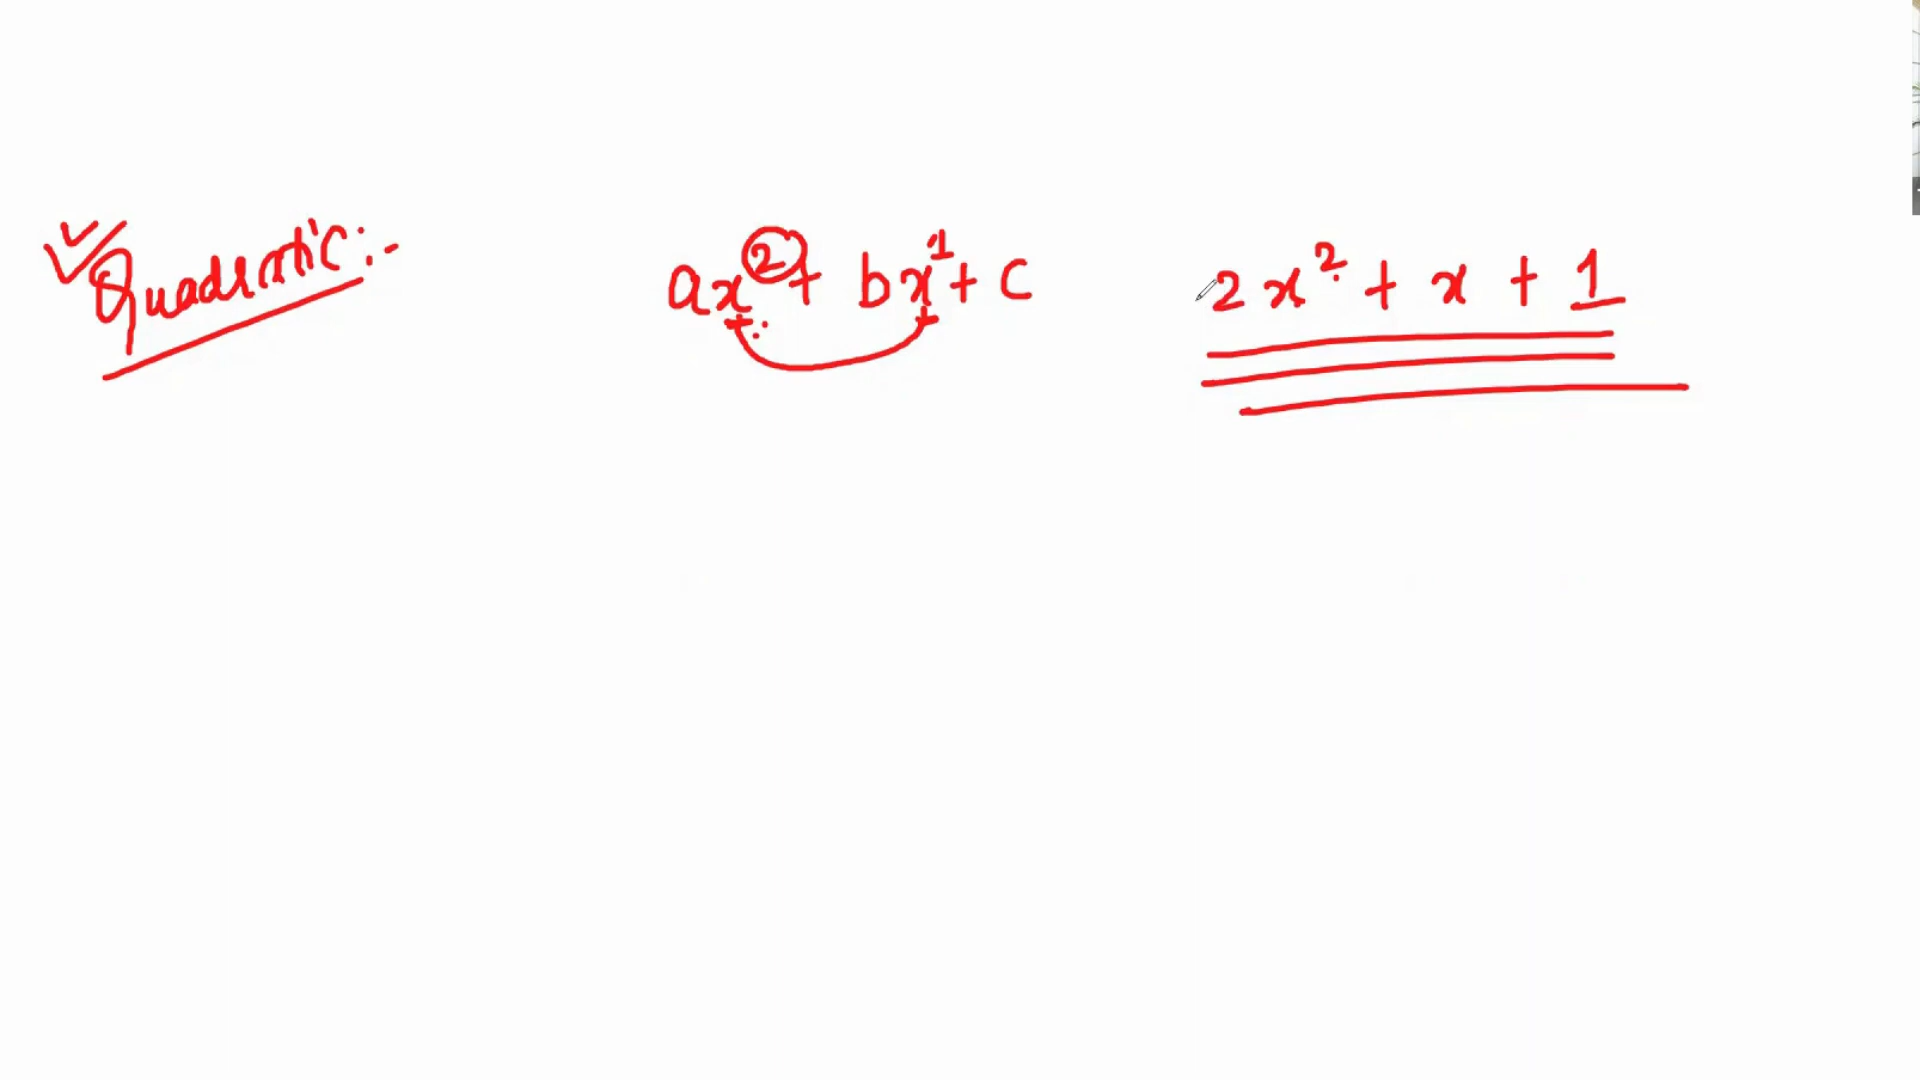 Quadratic:- ax² + bx¹ + c 2x² + x + 1